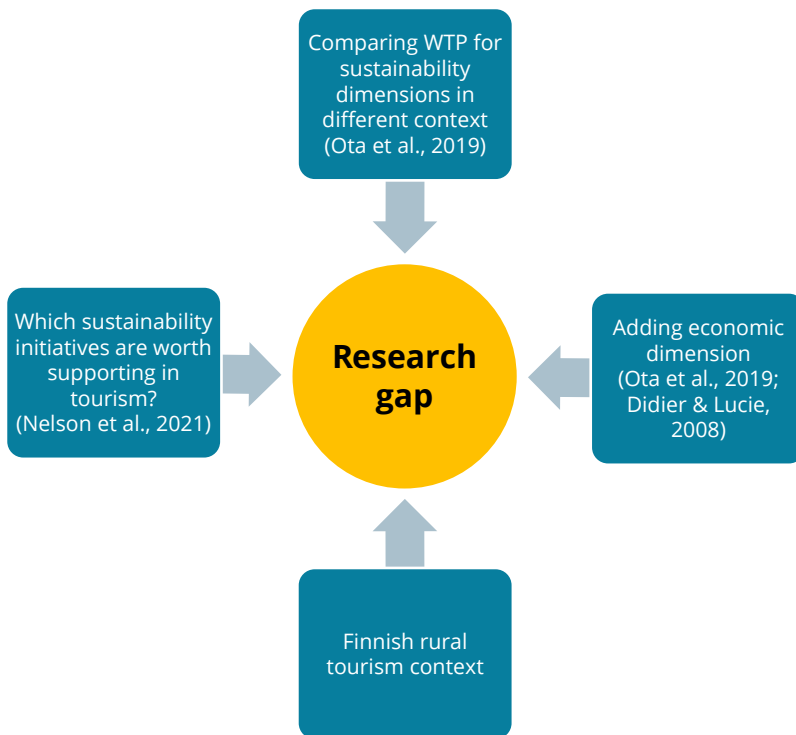 Comparing WTP for
sustainability
dimensions in
different context
(Ota et al., 2019)
Which sustainability
initiatives are worth
supporting in
tourism?
(Nelson et al., 2021)
Research
gap
Adding economic
dimension
(Ota et al., 2019;
Didier & Lucie,
2008)
Finnish rural
tourism context